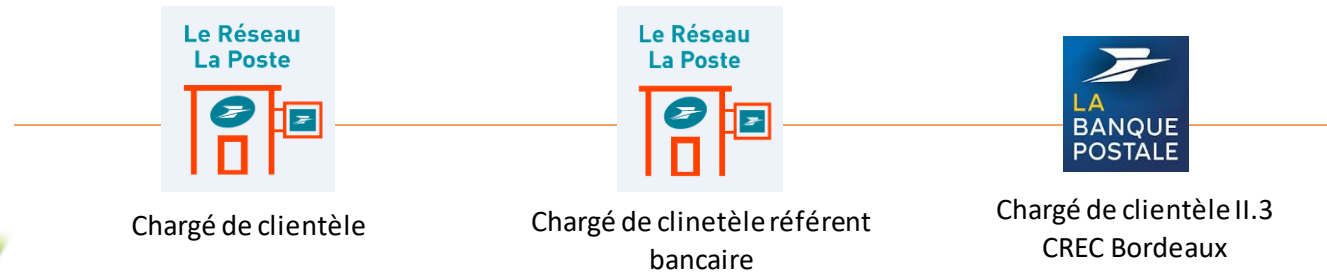 Le Réseau
La Poste
Chargé de clientèle
Le Réseau
La Poste
Chargé de clinetèle référent
bancaire
LA
BANQUE
POSTALE
Chargé de clientèle II.3
CREC Bordeaux